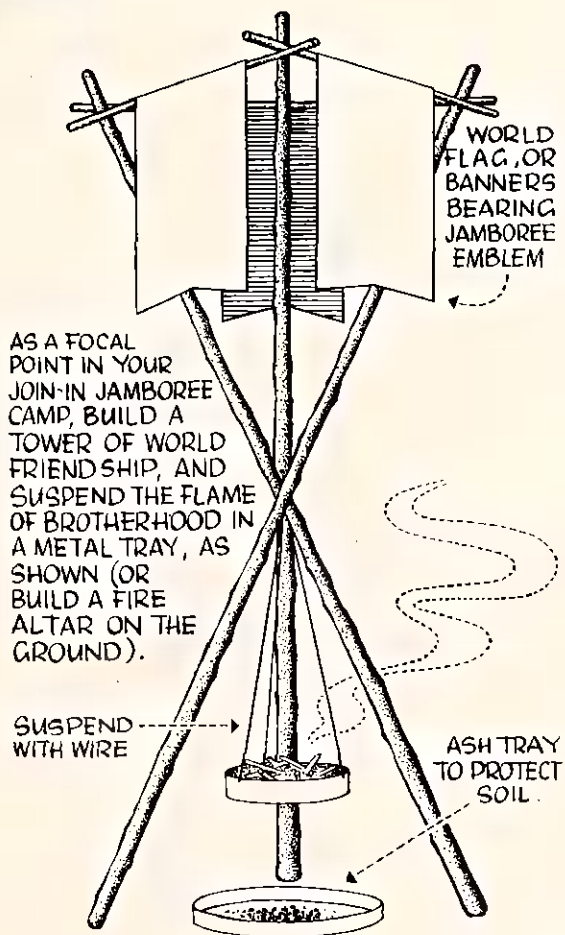 WORLD
FLAG, OR
BANNERS
BEARING
JAMBOREE
EMBLEM
AS A FOCAL
POINT IN YOUR
JOIN-IN JAMBOREE
CAMP, BUILD A
TOWER OF WORLD
FRIENDSHIP, AND
SUSPEND THE FLAME
OF BROTHERHOOD IN
A METAL TRAY, AS
SHOWN (OR
BUILD A FIRE
ALTAR ON THE
GROUND).
SUSPEND
WITH WIRE
ASH TRAY
TO PROTECT
SOIL.